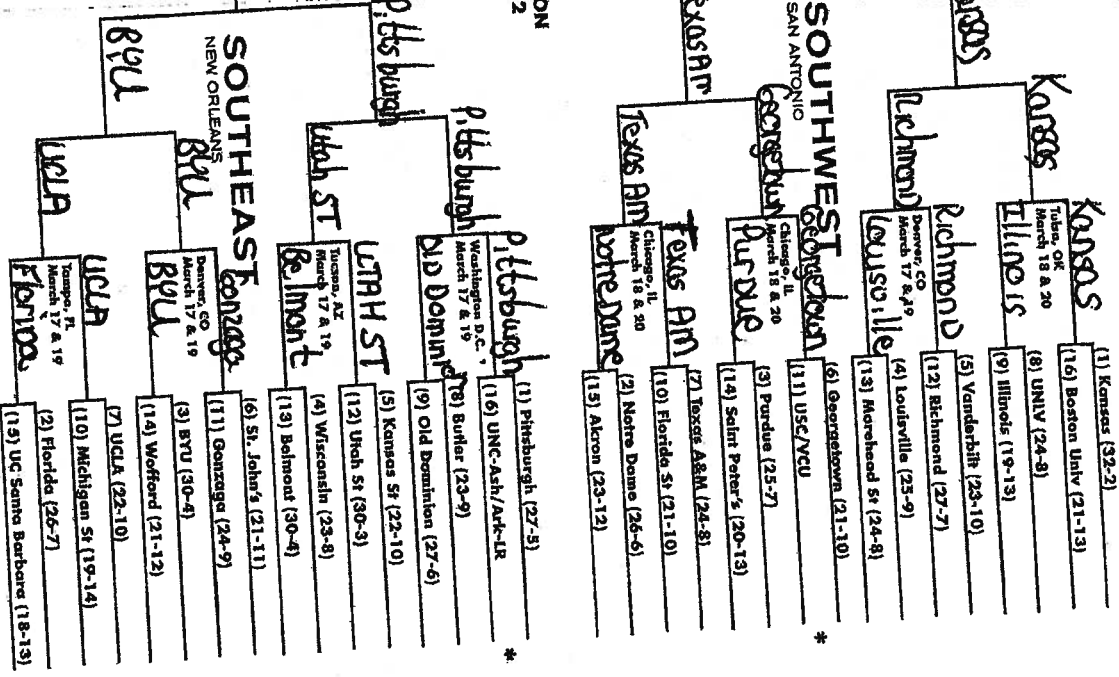 Kansas
Kansas
Richmond
(1) Kansas (32-2)
(16) Boston Univ (21-13)
Kansas
Tulsa, OK
March 18 & 20
Illinois
(8) UNLV (24-8)
(9) Illinois (19-13)
Richmond
(5) Vanderbilt (23-10)
(12) Richmond (27-7)
Denver, CO
March 17 & 19
Louisville
(4) Louisville (25-9)
(13) Morehead St (24-8)
SOUTHWEST
SAN ANTONIO
Georgetown
Texas Am
Georgetown
(6) Georgetown (21-10)
(11) USC/VCU
*
Chicago, IL
March 18 & 20
Purdue
(3) Purdue (25-7)
(14) Saint Peter's (20-13)
Texas Am
(7) Texas A&M (24-8)
(10) Florida St (21-10)
Chicago, IL
March 18 & 20
Notre Dame
(2) Notre Dame (26-6)
(15) Akron (23-12)
Pittsburgh
Pittsburgh
Utah ST
Pittsburgh
(1) Pittsburgh (27-5)
(16) UNC-Ash/Ark-LR
*
Washington D.C.
March 17 & 19
Old Dominion
(8) Butler (23-9)
(9) Old Dominion (27-6)
UTAH ST
(5) Kansas St (22-10)
(12) Utah St (30-3)
Tucson, AZ
March 17 & 19
Belmont
(4) Wisconsin (23-8)
(13) Belmont (30-4)
SOUTHEAST
NEW ORLEANS
BYU
BYU
UCLA
Gonzaga
(6) St. John's (21-11)
(11) Gonzaga (24-9)
Denver, CO
March 17 & 19
BYU
(3) BYU (30-4)
(14) Wofford (21-12)
UCLA
(7) UCLA (22-10)
(10) Michigan St (19-14)
Tampa, FL
March 17 & 19
Florida
(2) Florida (26-7)
(15) UC Santa Barbara (18-13)